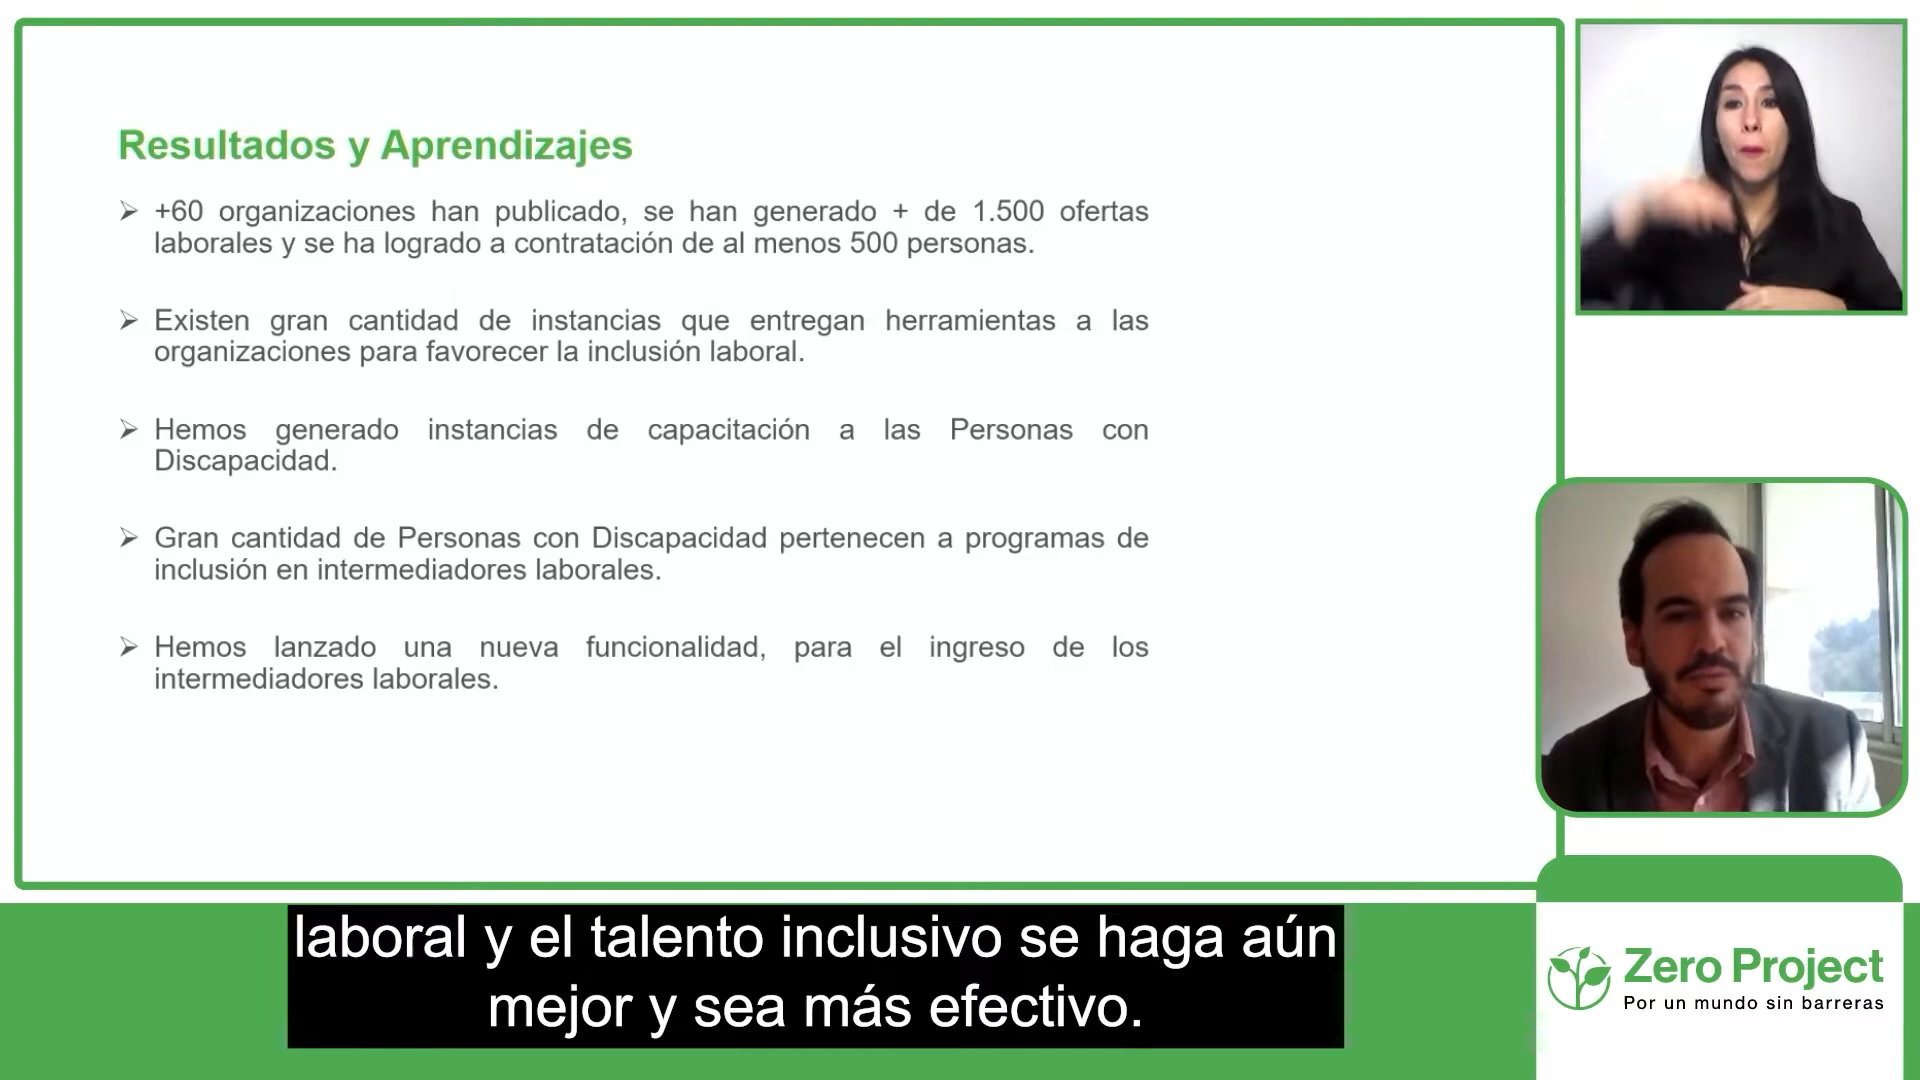 Resultados y Aprendizajes
+60 organizaciones han publicado, se han generado + de 1.500 ofertas
laborales y se ha logrado a contratación de al menos 500 personas.
Existen gran cantidad de instancias que entregan herramientas a las
organizaciones para favorecer la inclusión laboral.
Hemos generado instancias de capacitación a las Personas con
Discapacidad.
Gran cantidad de Personas con Discapacidad pertenecen a programas de
inclusión en intermediadores laborales.
Hemos lanzado una nueva funcionalidad, para el ingreso de los
intermediadores laborales.
laboral y el talento inclusivo se haga aún
mejor y sea más efectivo.
Zero Project
Por un mundo sin barreras